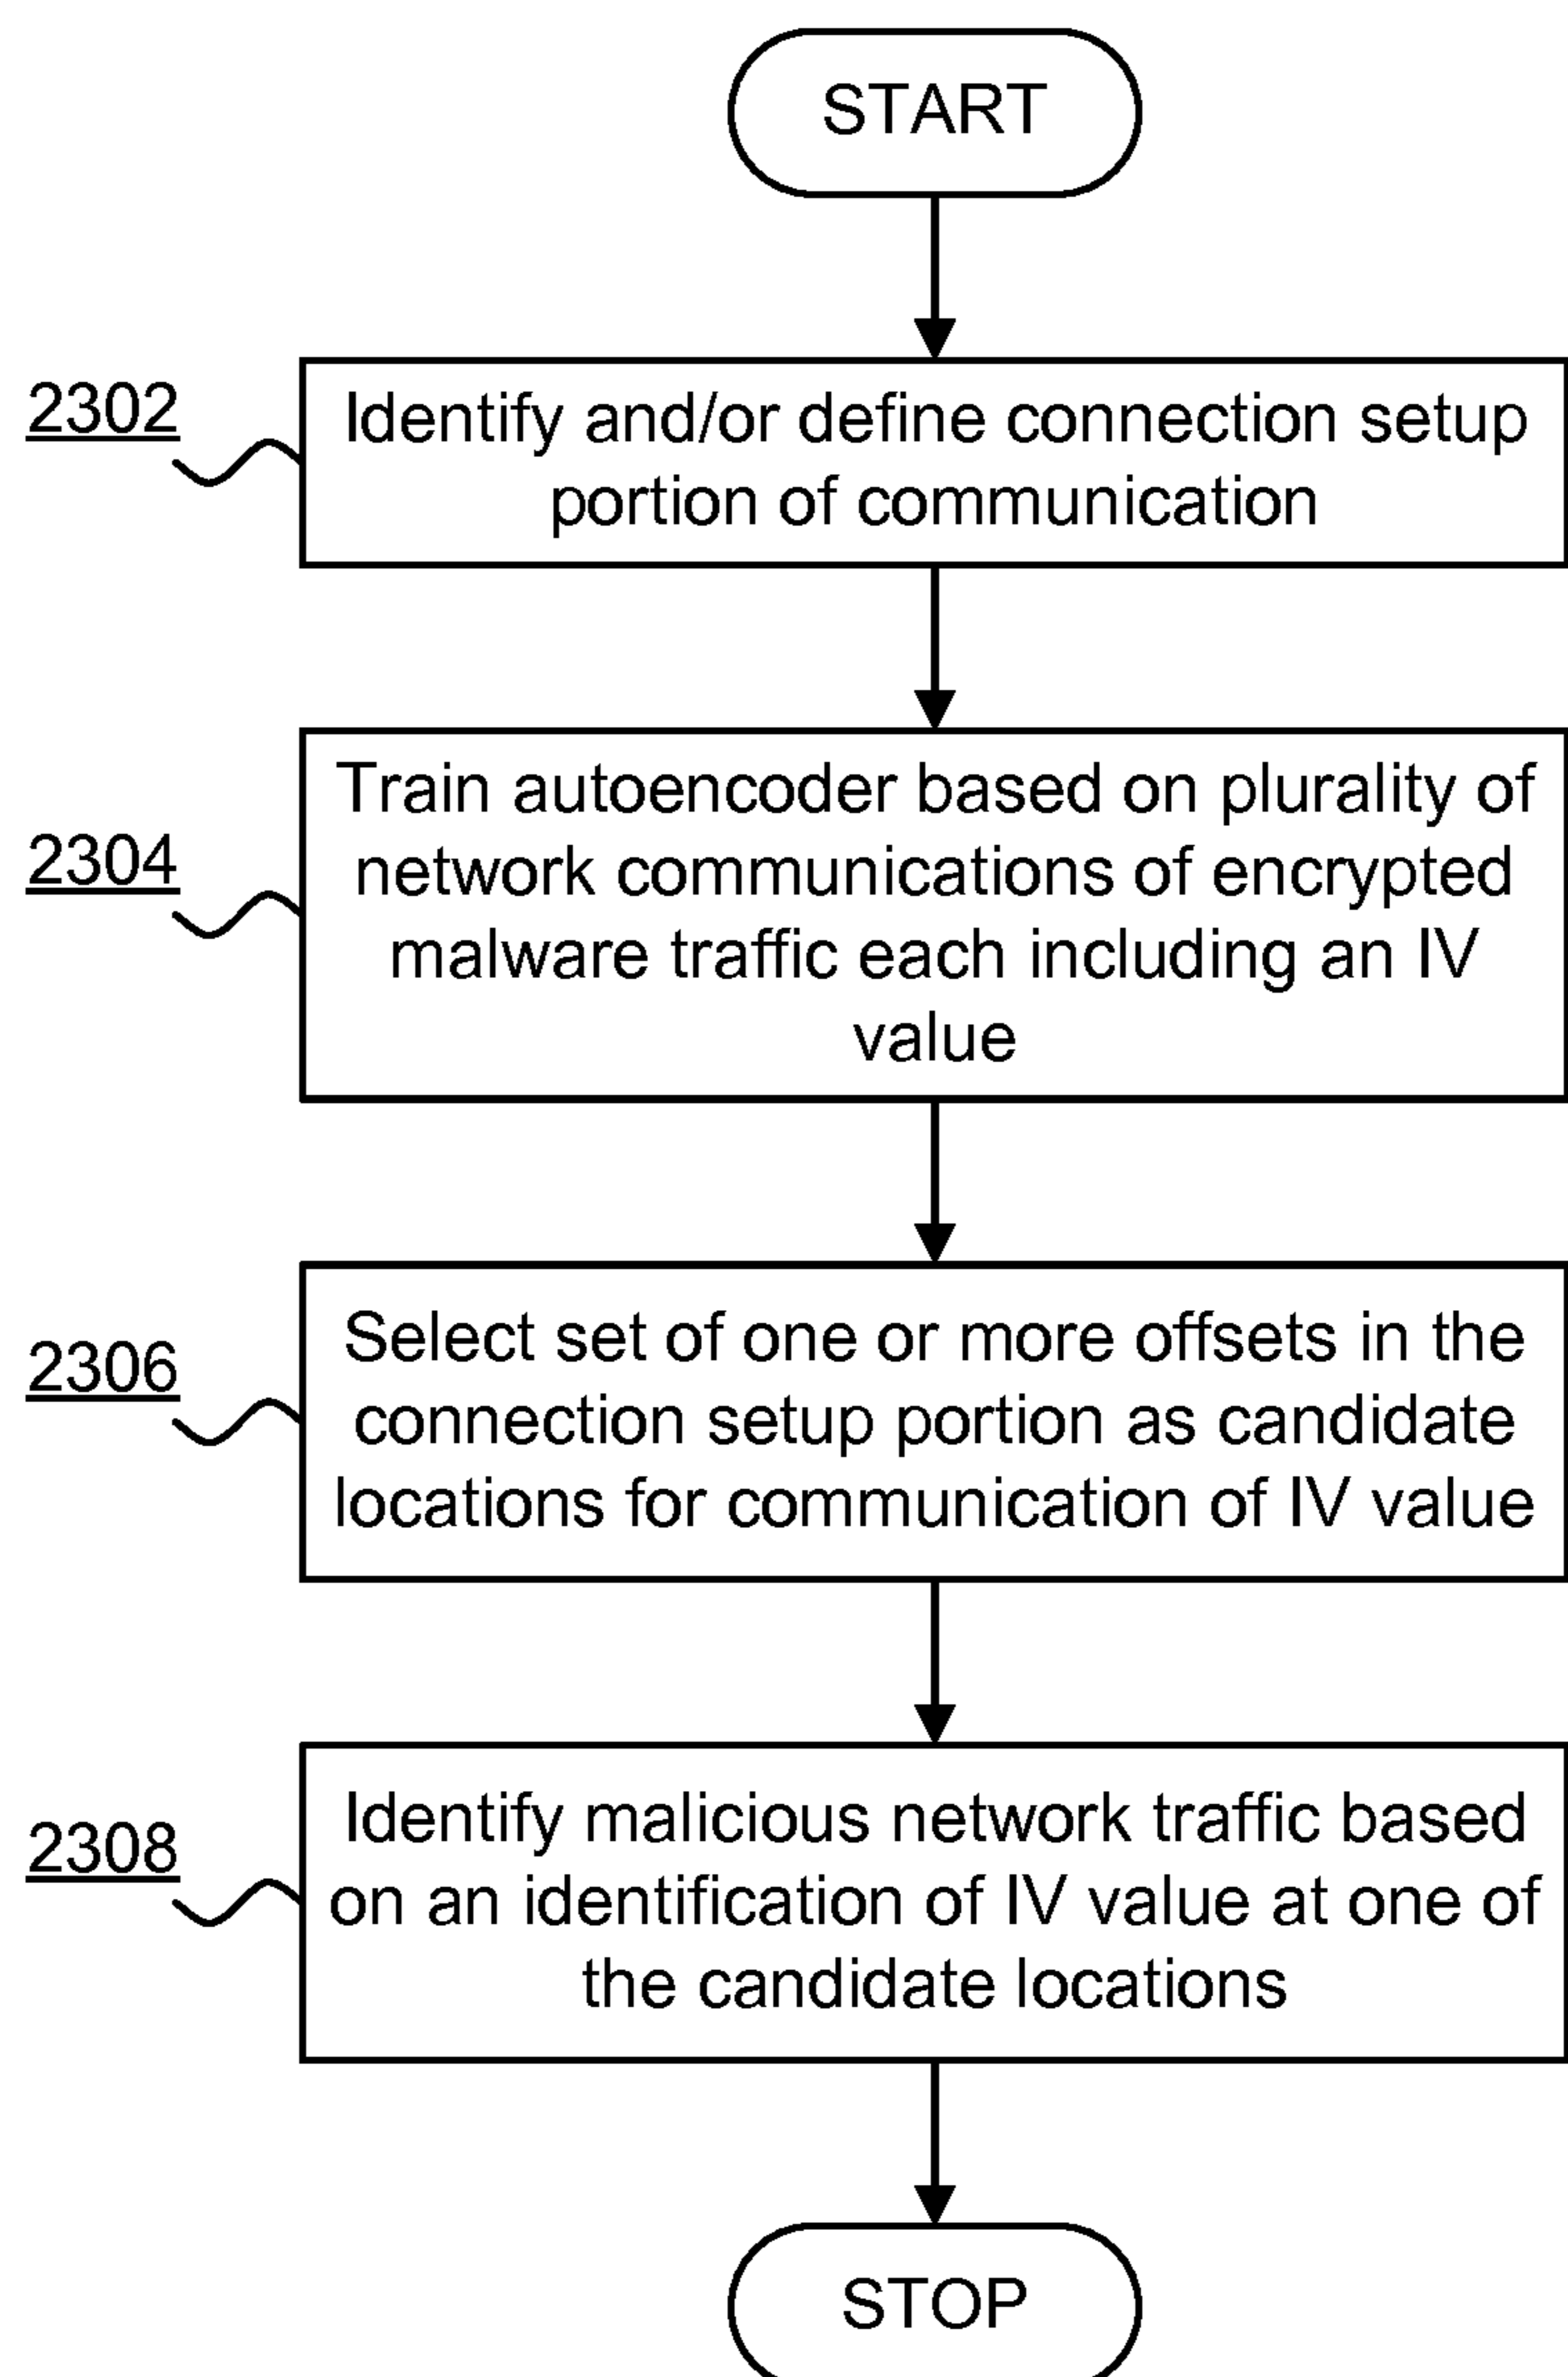 START
2302
Identify and/or define connection setup
portion of communication
2304
Train autoencoder based on plurality of
network communications of encrypted
malware traffic each including an IV
value
2306
Select set of one or more offsets in the
connection setup portion as candidate
locations for communication of IV value
2308
Identify malicious network traffic based
on an identification of IV value at one of
the candidate locations
STOP